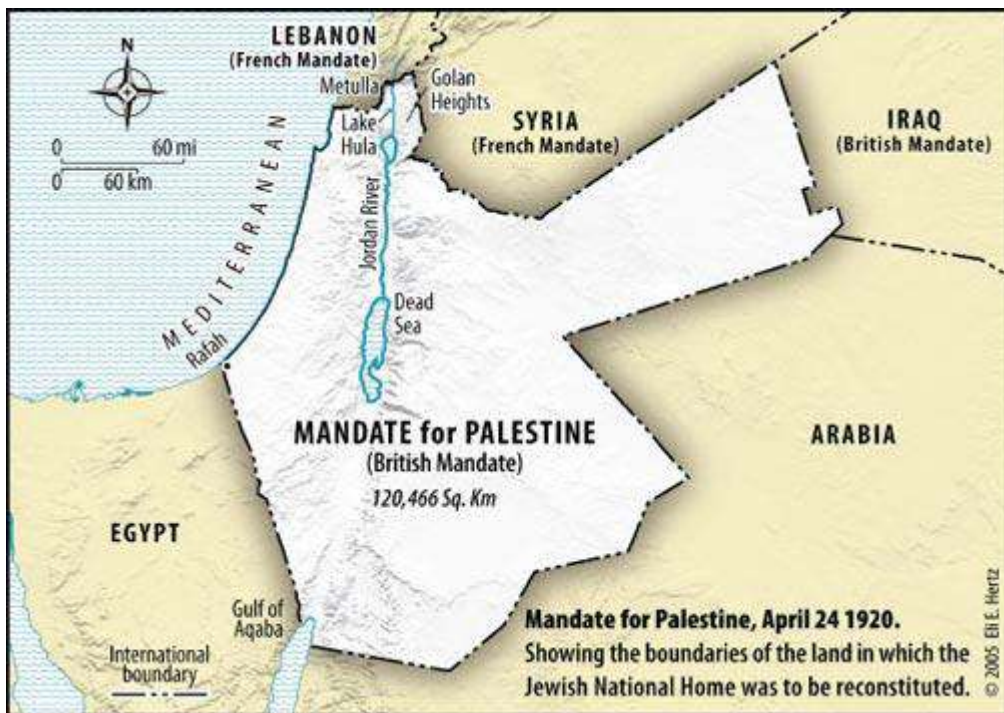 LEBANON
(French Mandate)
N
Metulla
Golan
Heights
Lake
Hula
SYRIA
(French Mandate)
IRAQ
(British Mandate)
0 60 mi
0 60 km
MEDITERRANEAN
Jordan River
Rafah
Dead
Sea
MANDATE for PALESTINE
(British Mandate)
120,466 Sq. Km
ARABIA
EGYPT
Gulf of
Aqaba
International
boundary
Mandate for Palestine, April 24 1920.
Showing the boundaries of the land in which the
Jewish National Home was to be reconstituted.
© 2005 Eli E. Hertz